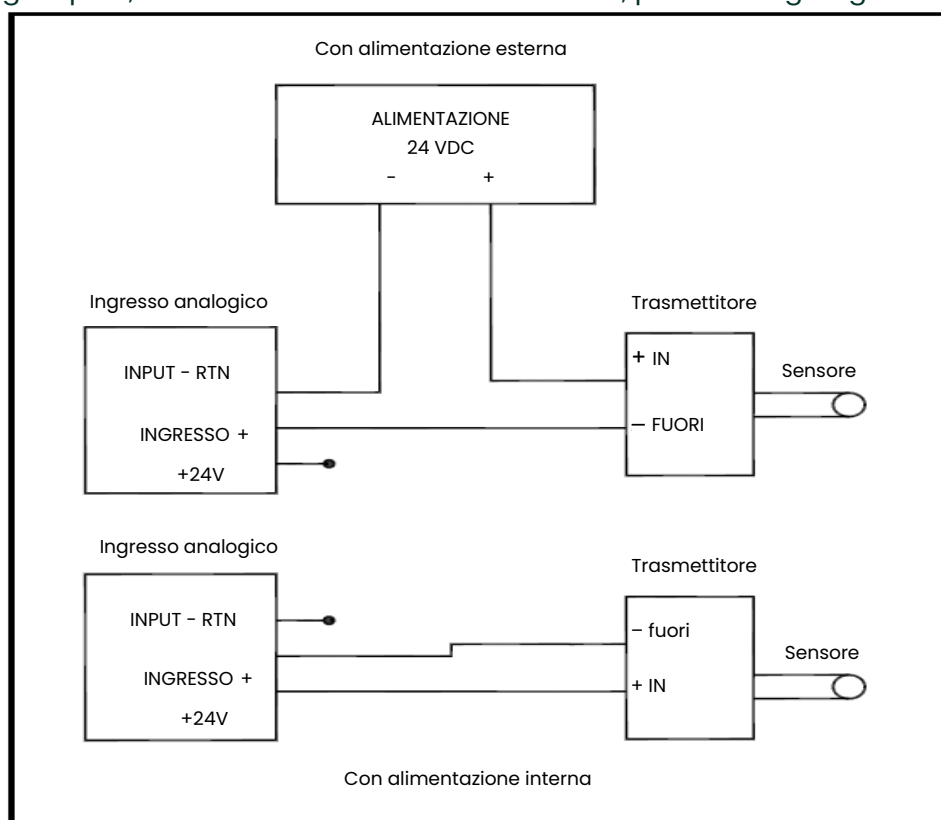 Con alimentazione esterna
ALIMENTAZIONE
24 VDC
- +
Ingresso analogico
INPUT - RTN
INGRESSO +
+24V
Trasmettitore
+ IN
– FUORI
Sensore
Ingresso analogico
INPUT - RTN
INGRESSO +
+24V
Trasmettitore
– fuori
+ IN
Sensore
Con alimentazione interna